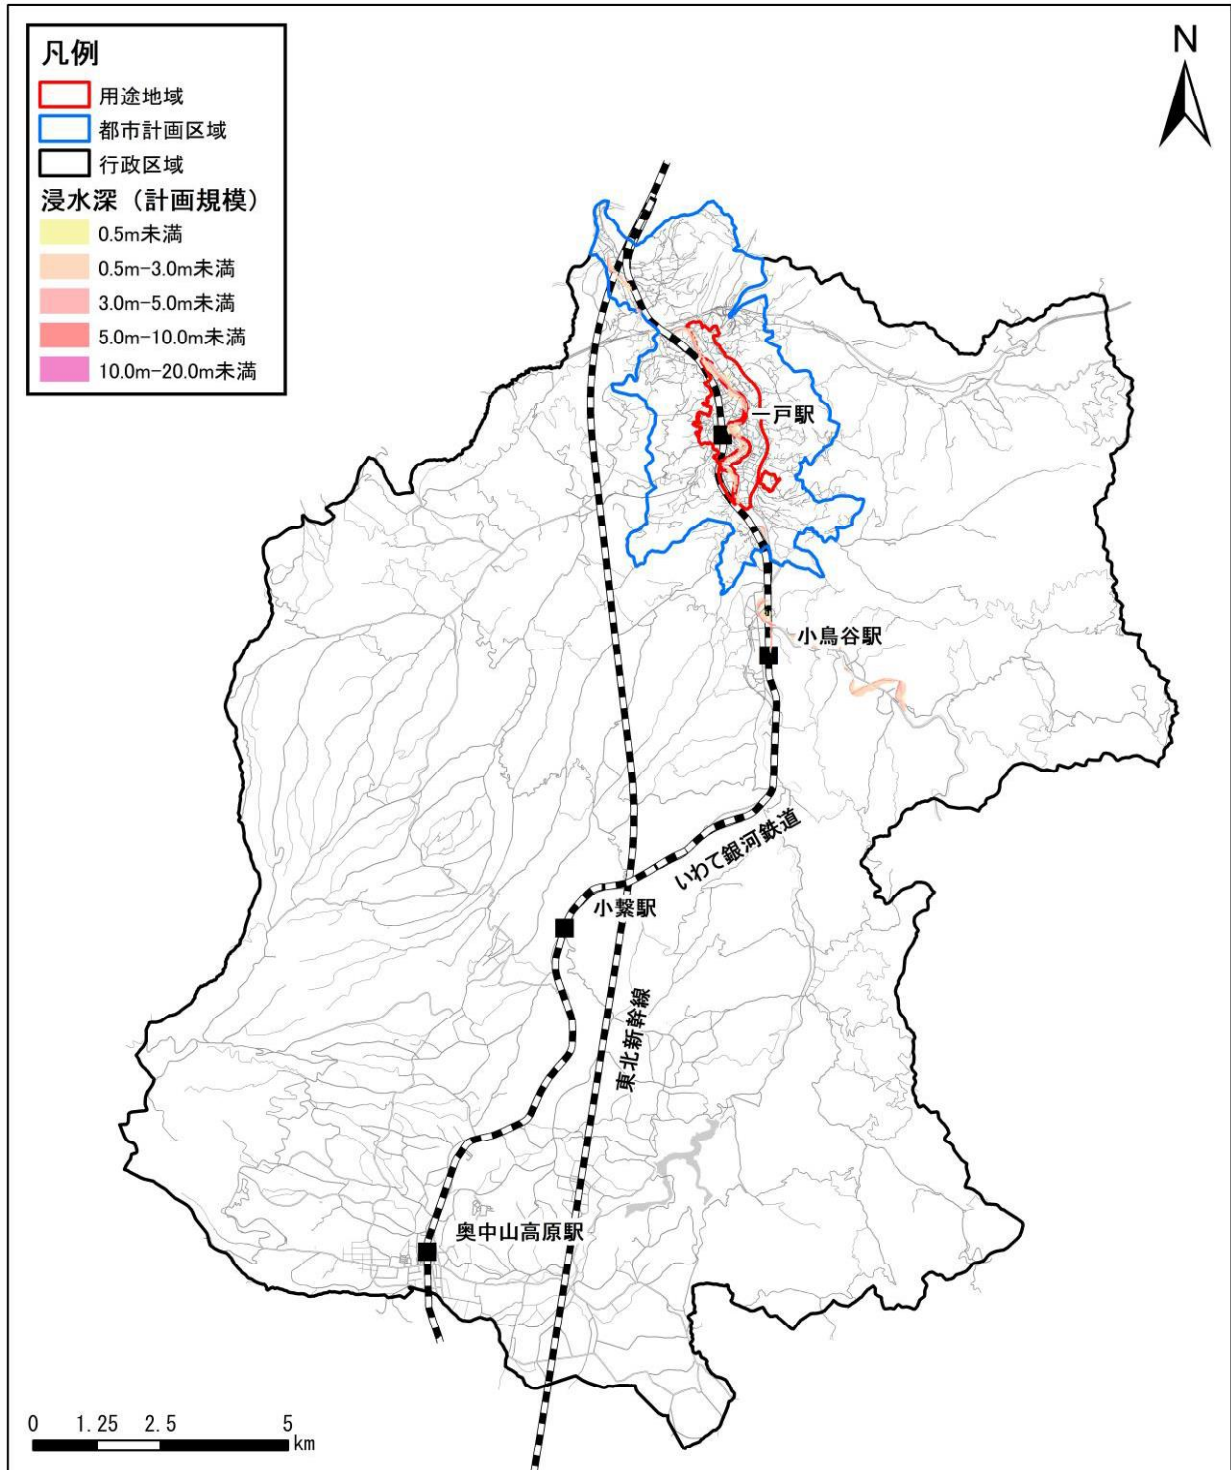 凡例
用途地域
都市計画区域
行政区域
浸水深（計画規模）
0.5m未満
0.5m-3.0m未満
3.0m-5.0m未満
5.0m-10.0m未満
10.0m-20.0m未満
N
一戸駅
小鳥谷駅
いわて銀河鉄道
小繋駅
東北新幹線
奥中山高原駅
0 1.25 2.5 5
km